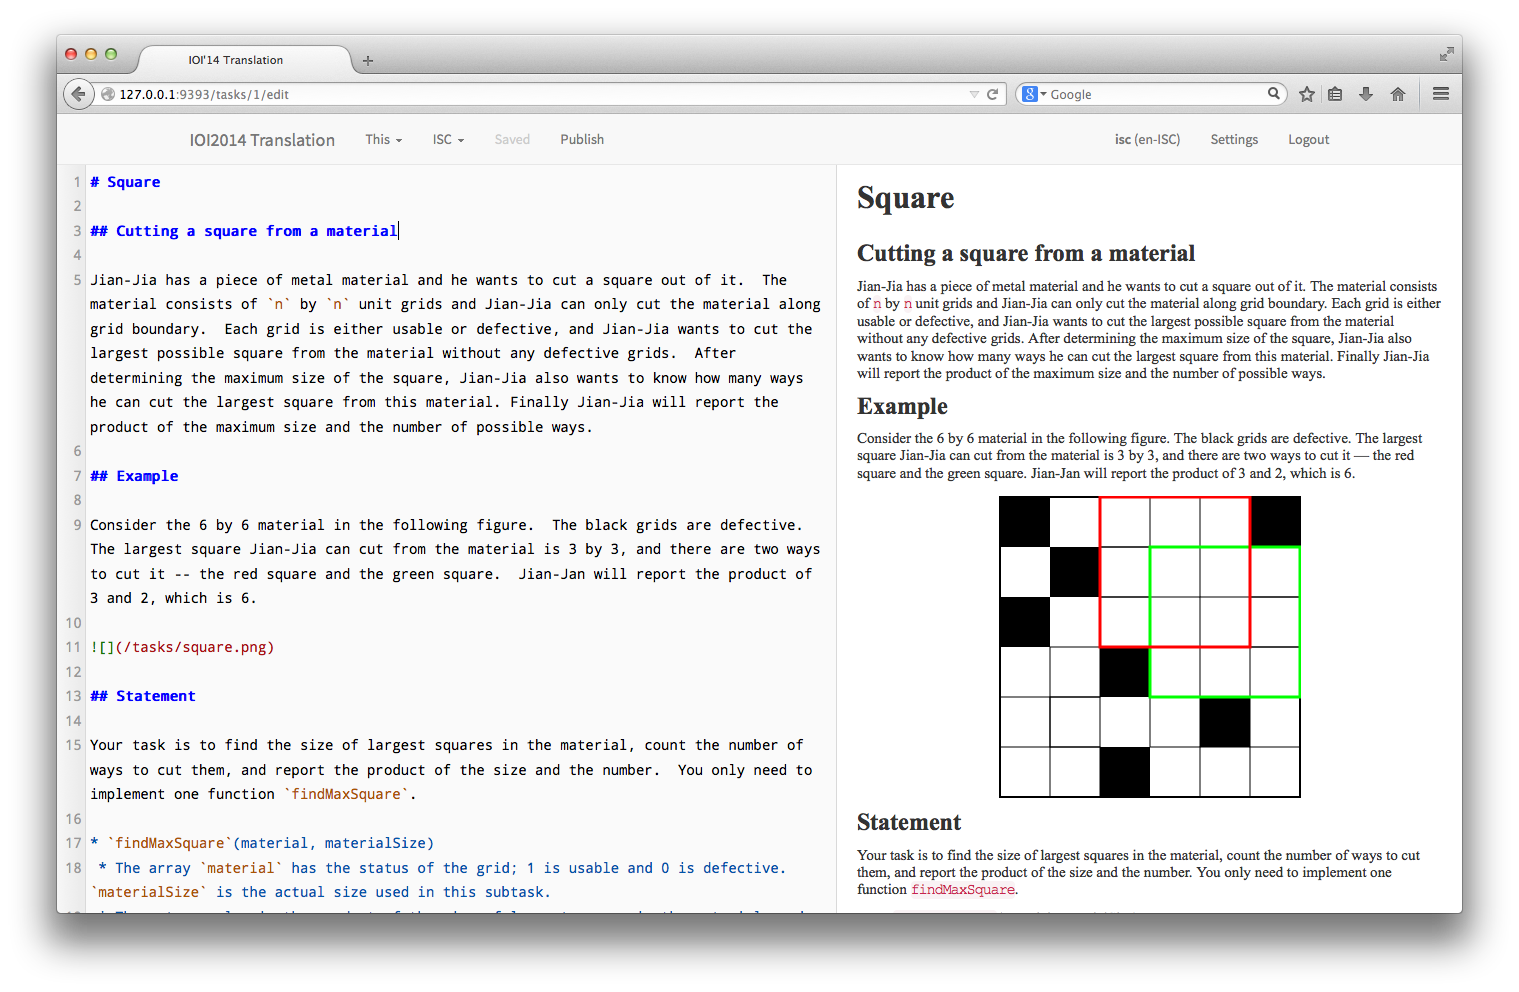 IOI'14 Translation
127.0.0.1:9393/tasks/1/edit
Google
IOI2014 Translation This ISC Saved Publish isc (en-ISC) Settings Logout
1 # Square
2
3 ## Cutting a square from a material
4
5 Jian-Jia has a piece of metal material and he wants to cut a square out of it.  The
material consists of `n` by `n` unit grids and Jian-Jia can only cut the material along
grid boundary.  Each grid is either usable or defective, and Jian-Jia wants to cut the
largest possible square from the material without any defective grids.  After
determining the maximum size of the square, Jian-Jia also wants to know how many ways
he can cut the largest square from this material. Finally Jian-Jia will report the
product of the maximum size and the number of possible ways.
6
7 ## Example
8
9 Consider the 6 by 6 material in the following figure.  The black grids are defective.
The largest square Jian-Jia can cut from the material is 3 by 3, and there are two ways
to cut it -- the red square and the green square.  Jian-Jan will report the product of
3 and 2, which is 6.
10
11 ![](/tasks/square.png)
12
13 ## Statement
14
15 Your task is to find the size of largest squares in the material, count the number of
ways to cut them, and report the product of the size and the number.  You only need to
implement one function `findMaxSquare`.
16
17 * `findMaxSquare`(material, materialSize)
18 * The array `material` has the status of the grid; 1 is usable and 0 is defective.
`materialSize` is the actual size used in this subtask.
Square
Cutting a square from a material
Jian-Jia has a piece of metal material and he wants to cut a square out of it. The material consists
of n by n unit grids and Jian-Jia can only cut the material along grid boundary. Each grid is either
usable or defective, and Jian-Jia wants to cut the largest possible square from the material
without any defective grids. After determining the maximum size of the square, Jian-Jia also
wants to know how many ways he can cut the largest square from this material. Finally Jian-Jia
will report the product of the maximum size and the number of possible ways.
Example
Consider the 6 by 6 material in the following figure. The black grids are defective. The largest
square Jian-Jia can cut from the material is 3 by 3, and there are two ways to cut it — the red
square and the green square. Jian-Jan will report the product of 3 and 2, which is 6.
Statement
Your task is to find the size of largest squares in the material, count the number of ways to cut
them, and report the product of the size and the number. You only need to implement one
function findMaxSquare.